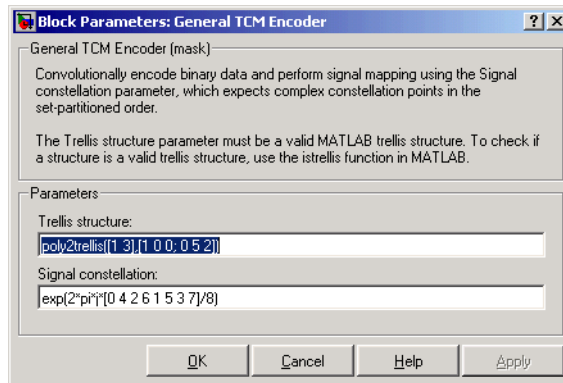 Block Parameters: General TCM Encoder
General TCM Encoder (mask)
Convolutionally encode binary data and perform signal mapping using the Signal
constellation parameter, which expects complex constellation points in the
set-partitioned order.
The Trellis structure parameter must be a valid MATLAB trellis structure. To check if
a structure is a valid trellis structure, use the istrellis function in MATLAB.
Parameters
Trellis structure:
poly2trellis([1 3],[1 0 0; 0 5 2])
Signal constellation:
exp(2*pi*j*[0 4 2 6 1 5 3 7]/8)
OK Cancel Help Apply